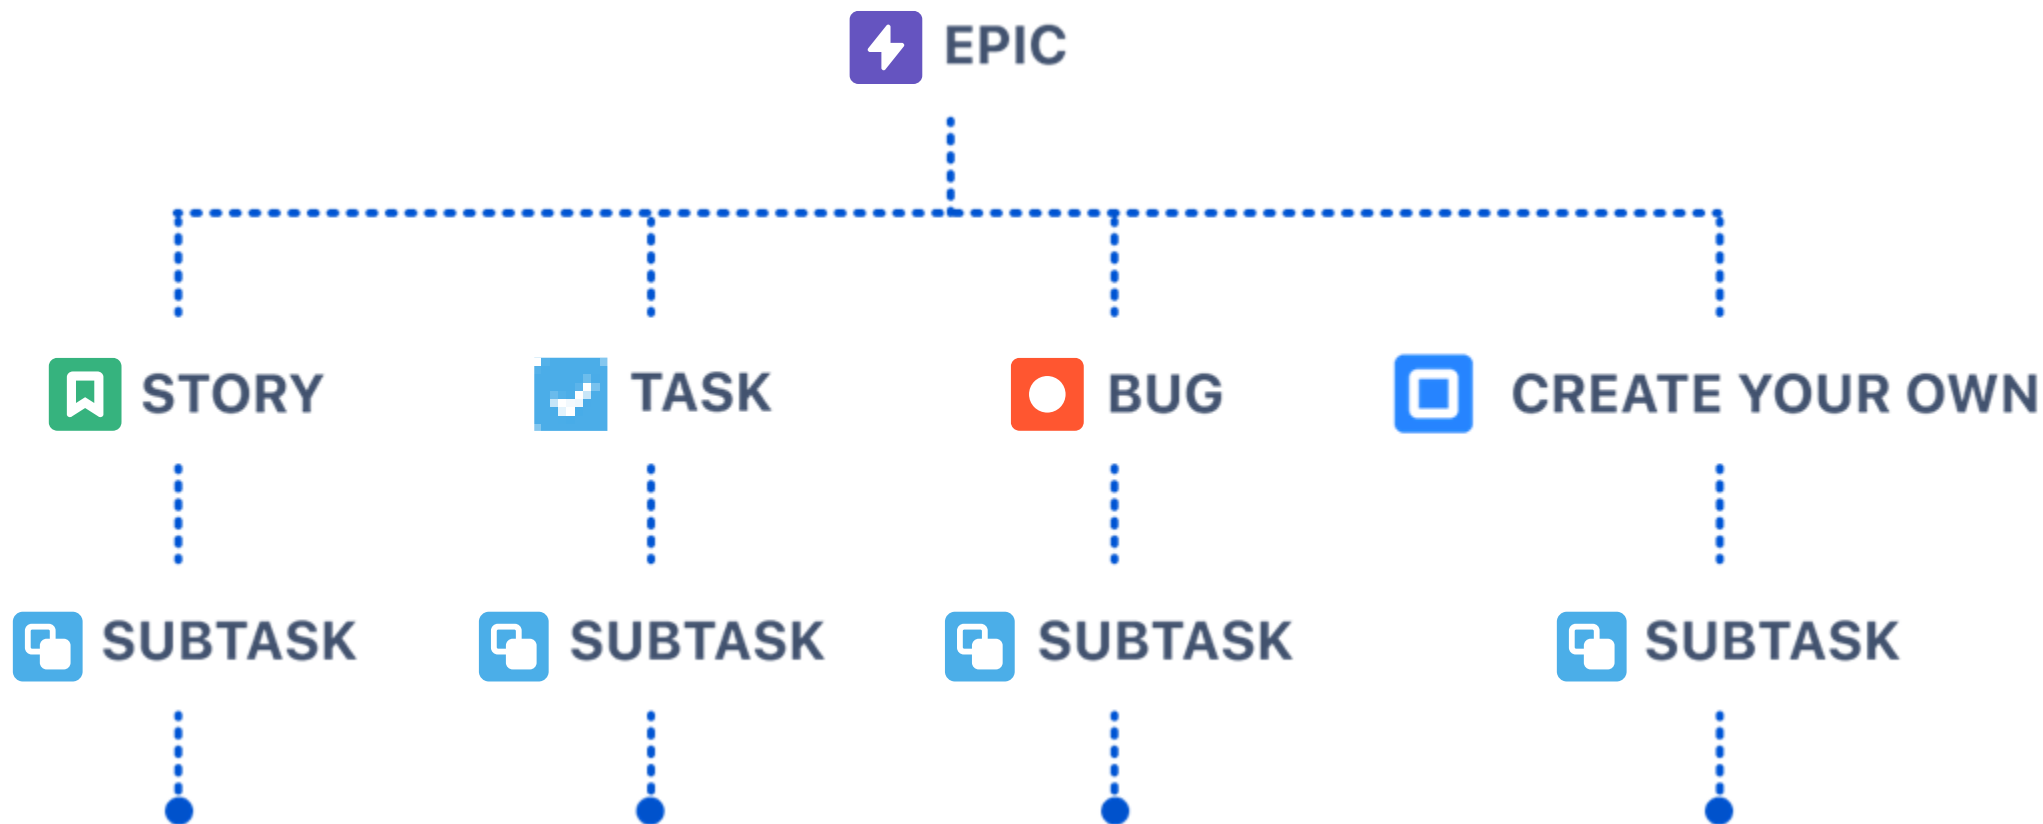 EPIC
STORY
TASK
BUG
CREATE YOUR OWN
SUBTASK
SUBTASK
SUBTASK
SUBTASK